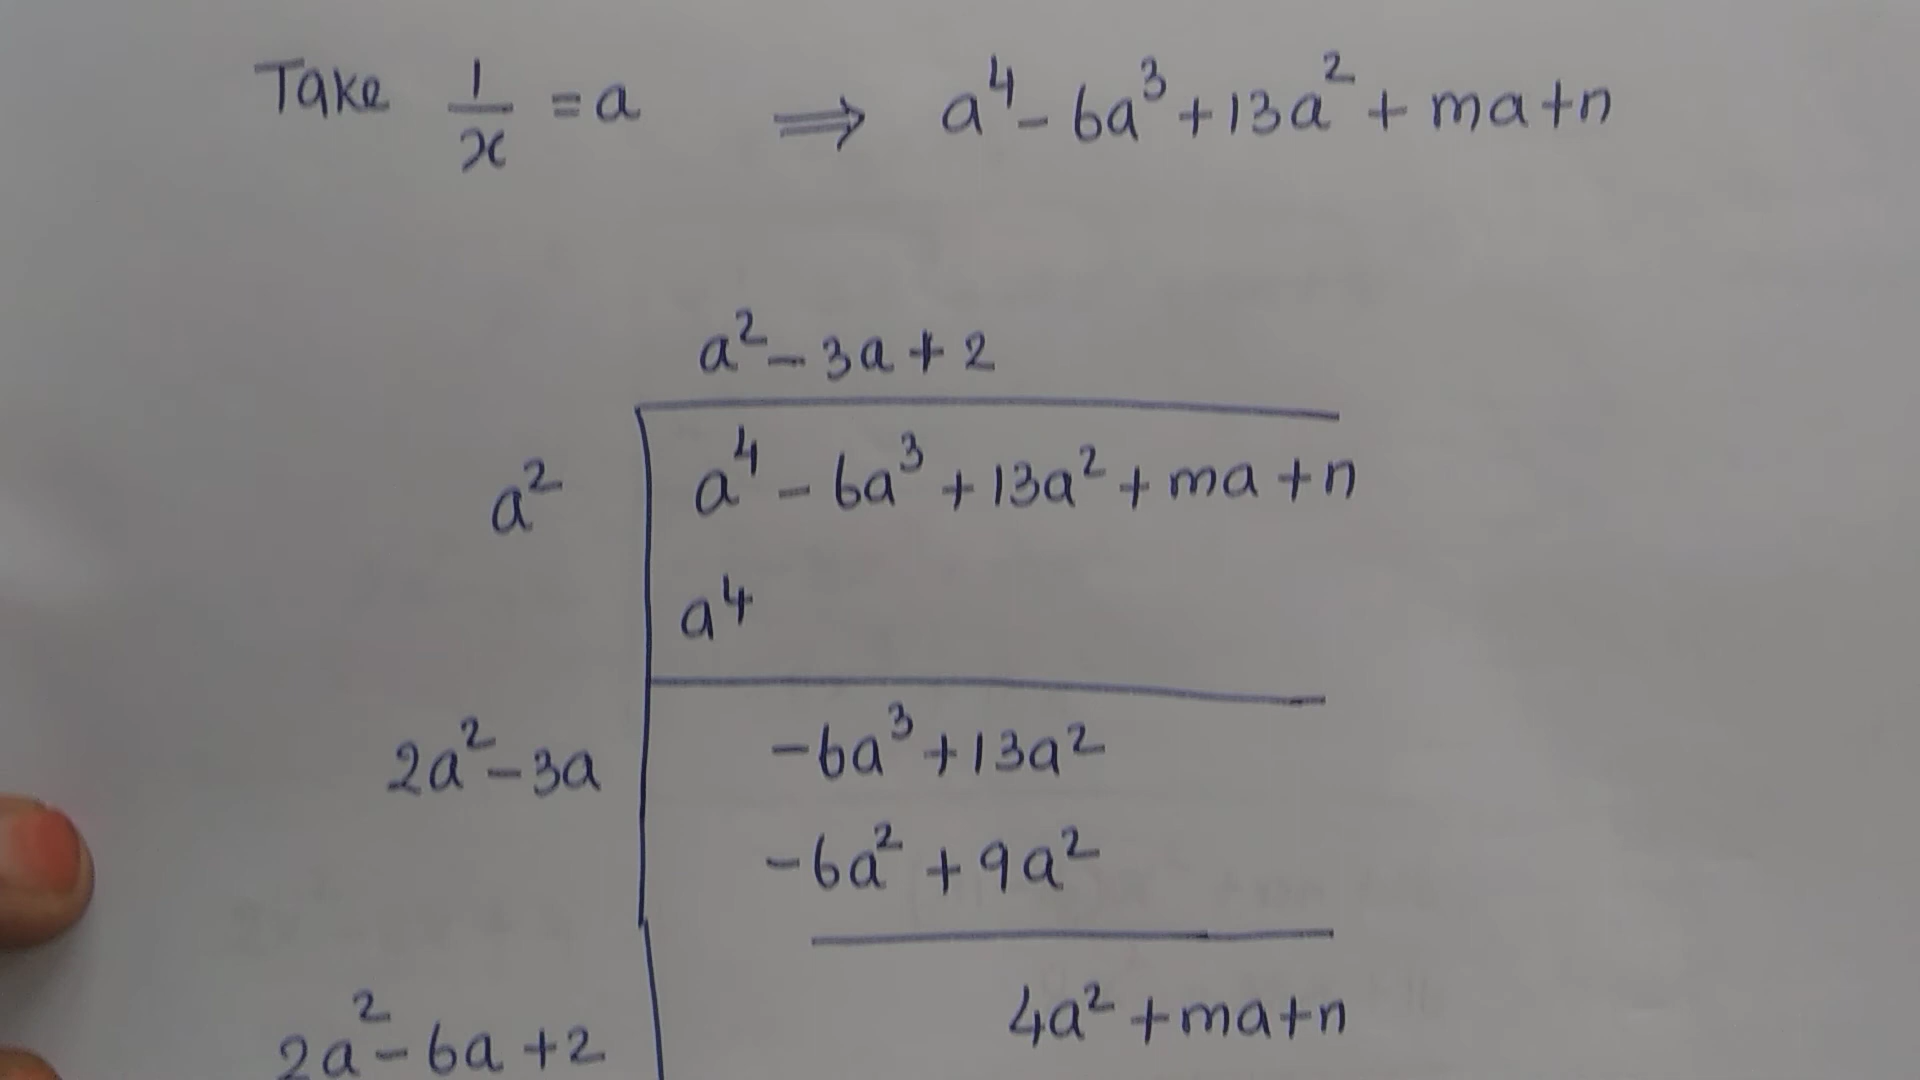 Take 1/x = a ⟹ a⁴ - 6a³ + 13a² + ma + n
a² - 3a + 2
a² a⁴ - 6a³ + 13a² + ma + n
a⁴
2a² - 3a -6a³ + 13a²
-6a² + 9a²
4a² + ma + n
2a² - 6a + 2